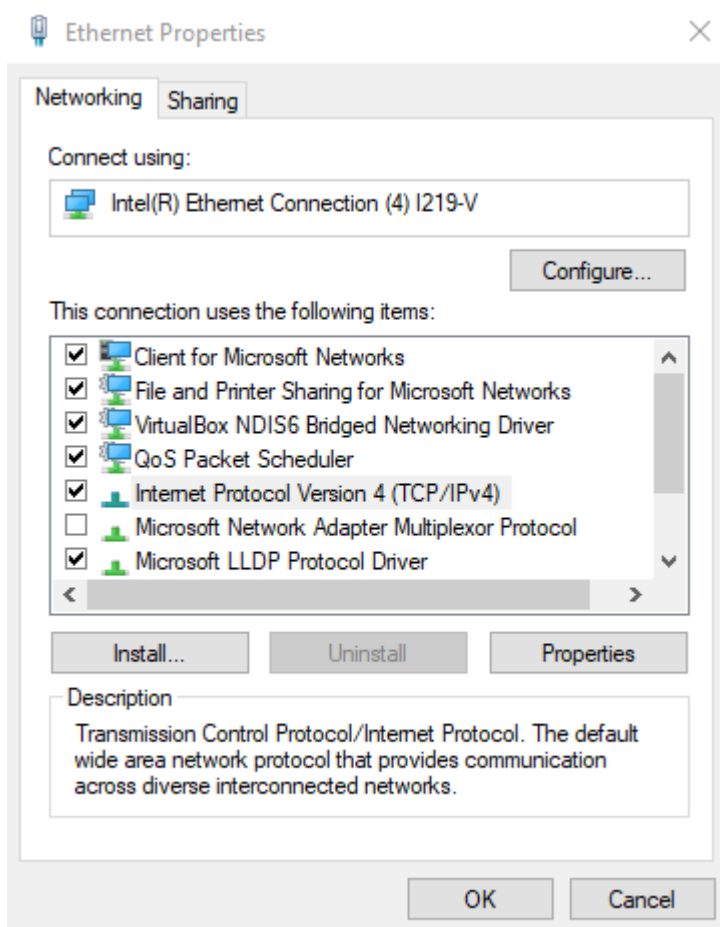 Ethernet Properties
Networking
Sharing
Connect using:
Intel(R) Ethernet Connection (4) I219-V
Configure...
This connection uses the following items:
Client for Microsoft Networks
File and Printer Sharing for Microsoft Networks
VirtualBox NDIS6 Bridged Networking Driver
QoS Packet Scheduler
Internet Protocol Version 4 (TCP/IPv4)
Microsoft Network Adapter Multiplexor Protocol
Microsoft LLDP Protocol Driver
Install...
Uninstall
Properties
Description
Transmission Control Protocol/Internet Protocol. The default
wide area network protocol that provides communication
across diverse interconnected networks.
OK
Cancel